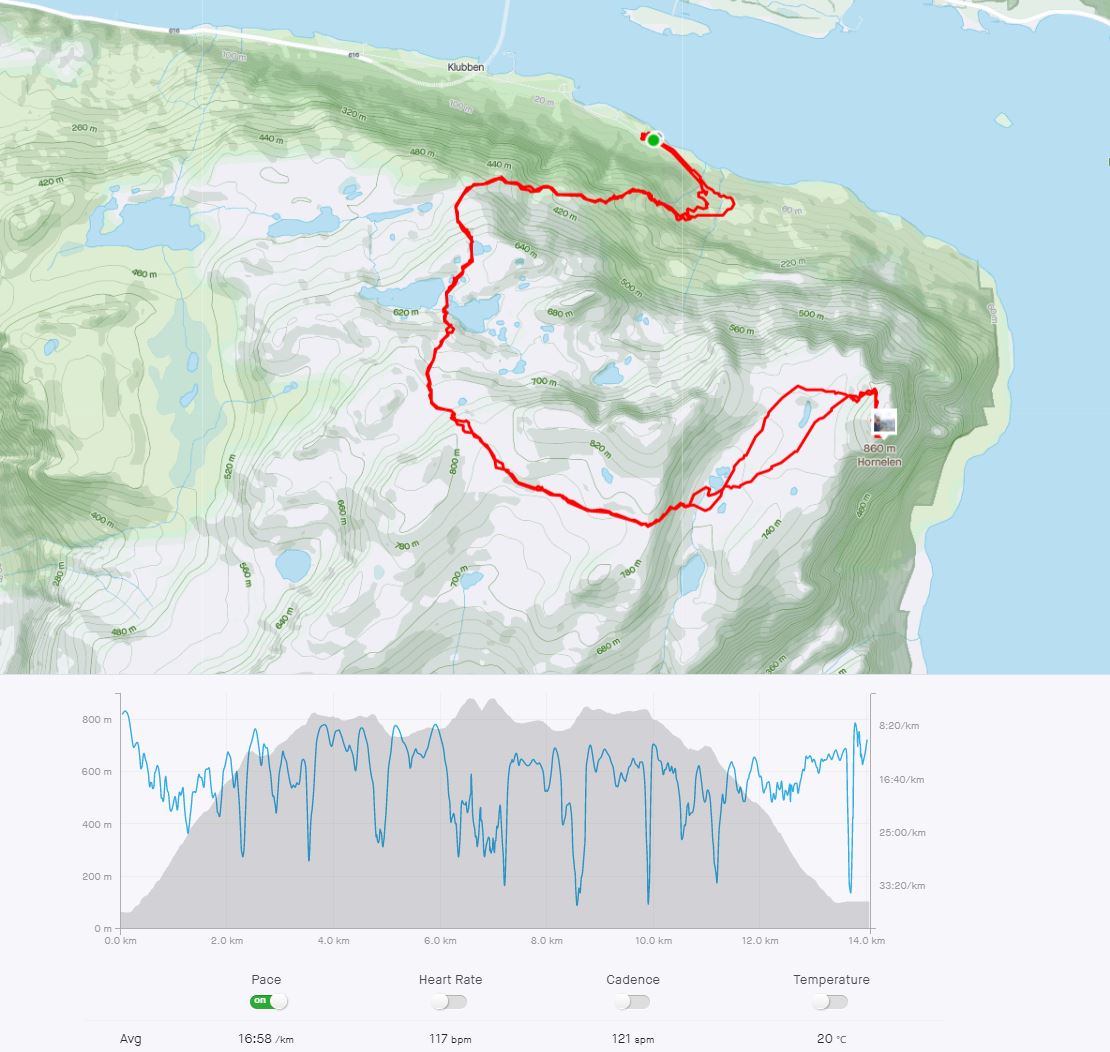 616
616
Klubben
100 m
100 m
20 m
320 m
260 m
440 m
480 m
440 m
420 m
420 m
60 m
640 m
220 m
460 m
500 m
620 m
680 m
500 m
560 m
700 m
820 m
860 m
Hornelen
800 m
520 m
460 m
660 m
400 m
740 m
780 m
780 m
560 m
280 m
700 m
640 m
480 m
680 m
360 m
800 m
8:20/km
600 m
16:40/km
400 m
25:00/km
200 m
33:20/km
0 m
0.0 km 2.0 km 4.0 km 6.0 km 8.0 km 10.0 km 12.0 km 14.0 km
Pace Heart Rate Cadence Temperature
ON
Avg 16:58 /km 117 bpm 121 spm 20 °C